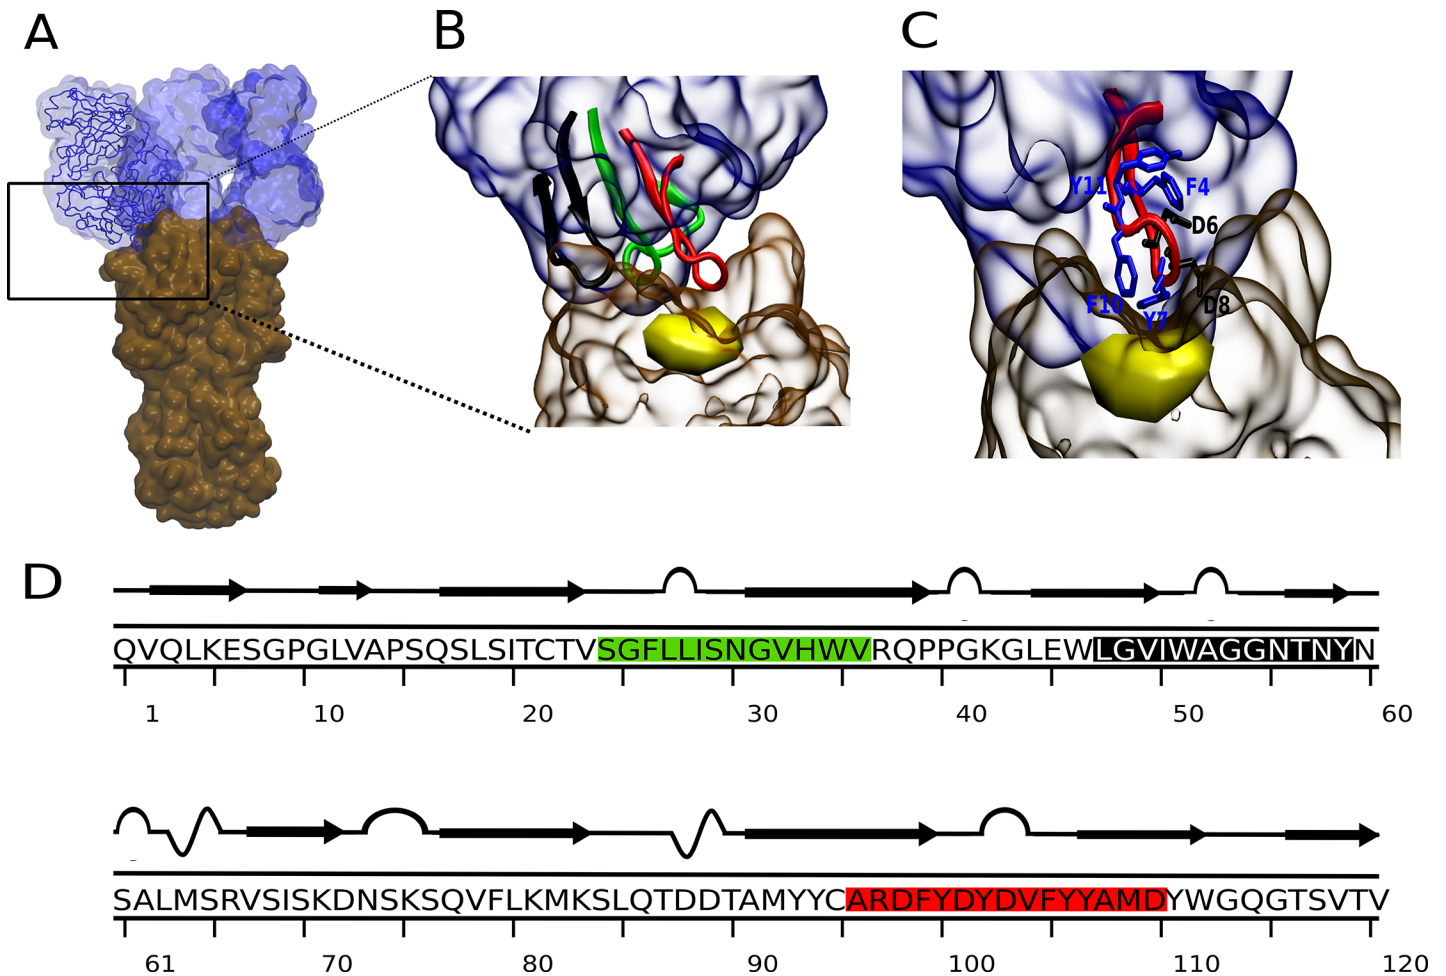 A
B
C
Y11
F4
D6
F10
Y7
D8
D
QVQLKESGPGLVAPSQSLSITCTVSGFLLISNGVHWVRQPPGKGLEWLGVIWAGGNTNYN
1 10 20 30 40 50 60
SALMSRVSISKDNSKSQVFLKMKSLQTDDTAMYYCARDFYDYDVFYYAMDYWGQGTSVTV
61 70 80 90 100 110 120